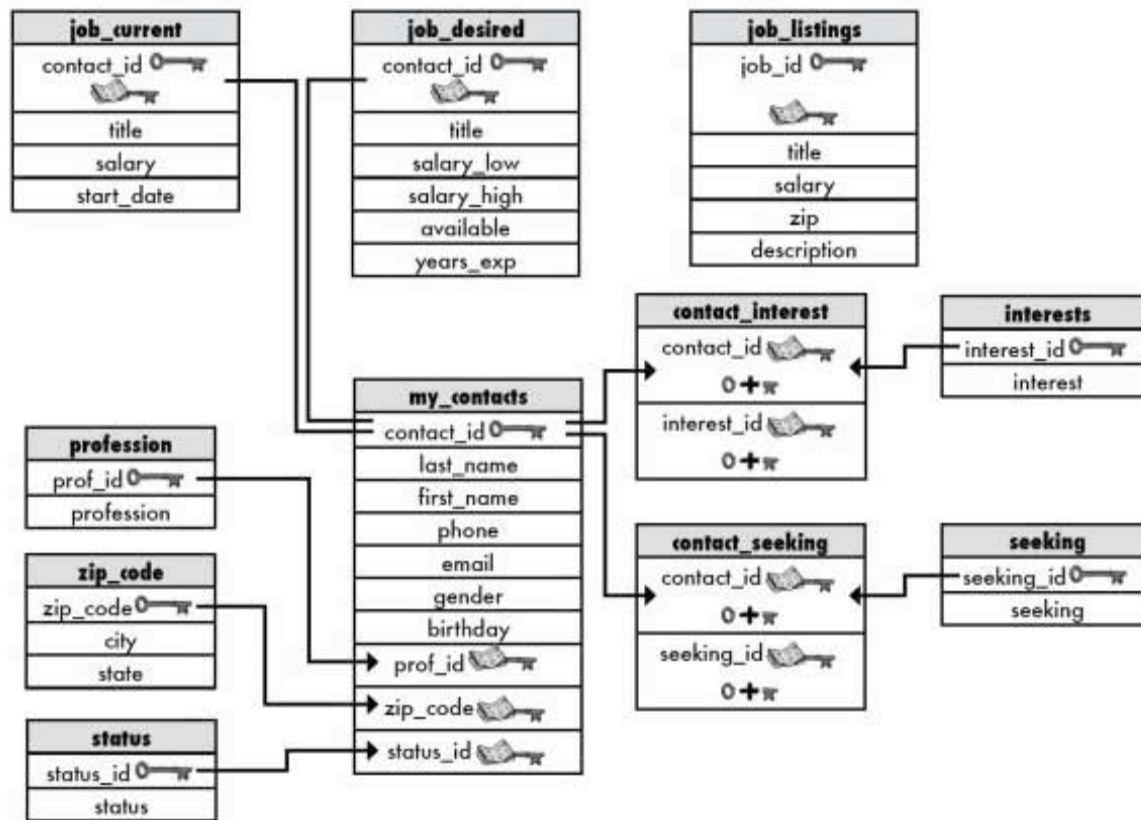 job_current
contact_id
title
salary
start_date
job_desired
contact_id
title
salary_low
salary_high
available
years_exp
job_listings
job_id
title
salary
zip
description
contact_interest
contact_id
interest_id
interests
interest_id
interest
my_contacts
contact_id
last_name
first_name
phone
email
gender
birthday
prof_id
zip_code
status_id
profession
prof_id
profession
zip_code
zip_code
city
state
status
status_id
status
contact_seeking
contact_id
seeking_id
seeking
seeking_id
seeking